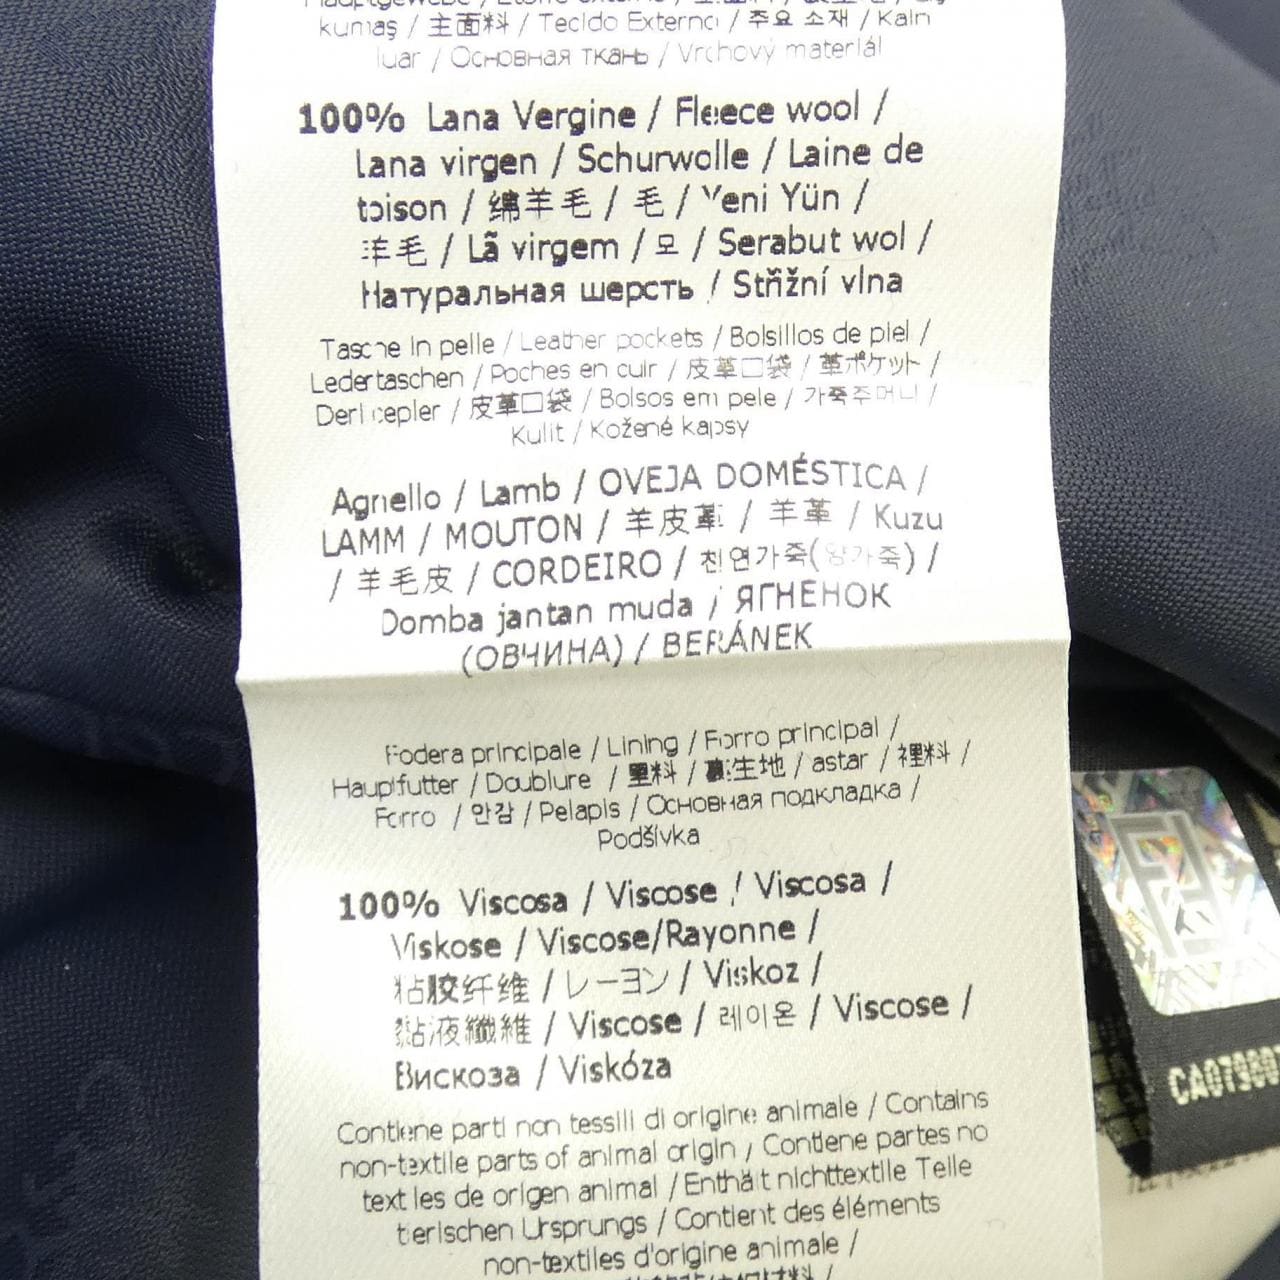 kumaş / 主面料 / Tecido Externo / 주요 소재 / Kain
luar / Основная ткань / Vrchový materiál
100% Lana Vergine / Fleece wool /
Lana virgen / Schurwolle / Laine de
toison / 绵羊毛 / 毛 / Yeni Yün /
羊毛 / Lã virgem / 모 / Serabut wol /
Натуральная шерсть / Střižní vlna
Tasche in pelle / Leather pockets / Bolsillos de piel /
Ledertaschen / Poches en cuir / 皮革口袋 / 革ポケット /
Deri cepler / 皮革口袋 / Bolsos em pele / 가죽주머니 /
Kulit / Kožené kapsy
Agnello / Lamb / OVEJA DOMÉSTICA /
LAMM / MOUTON / 羊皮革 / 羊革 / Kuzu
/ 羊毛皮 / CORDEIRO / 천연가죽(양가죽) /
Domba jantan muda / ЯГНЕНОК
(ОВЧИНА) / BERÁNEK
Fodera principale / Lining / Forro principal /
Hauptfutter / Doublure / 里料 / 裏生地 / astar / 裡料 /
Forro / 안감 / Pelapis / Основная подкладка /
Podšívka
100% Viscosa / Viscose / Viscosa /
Viskose / Viscose/Rayonne /
粘胶纤维 / レーヨン / Viskoz /
黏液纖維 / Viscose / 레이온 / Viscose /
Вискоза / Viskóza
Contiene parti non tessili di origine animale / Contains
non-textile parts of animal origin / Contiene partes no
textiles de origen animal / Enthält nichttextile Teile
tierischen Ursprungs / Contient des éléments
non-textiles d'origine animale /